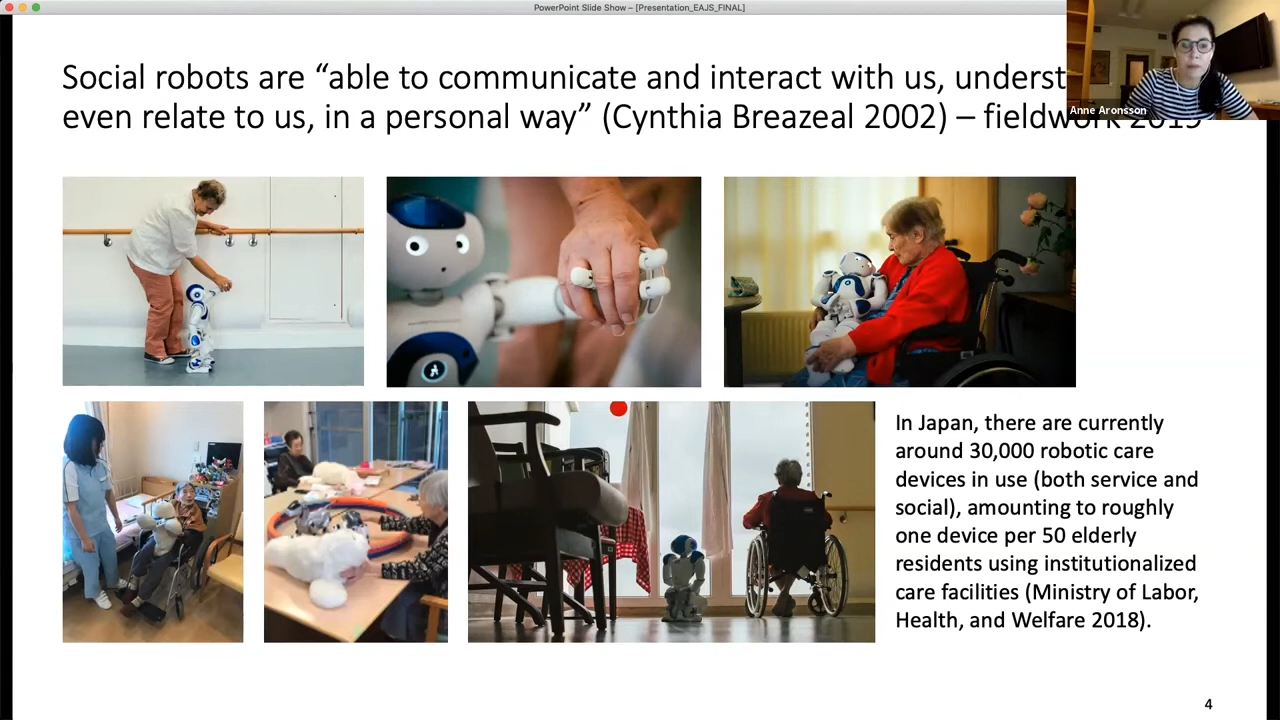 PowerPoint Slide Show – [Presentation_EAJS_FINAL]
Social robots are “able to communicate and interact with us, underst
even relate to us, in a personal way” (Cynthia Breazeal 2002) – fieldwork 2019
Anne Aronsson
In Japan, there are currently
around 30,000 robotic care
devices in use (both service and
social), amounting to roughly
one device per 50 elderly
residents using institutionalized
care facilities (Ministry of Labor,
Health, and Welfare 2018).
4